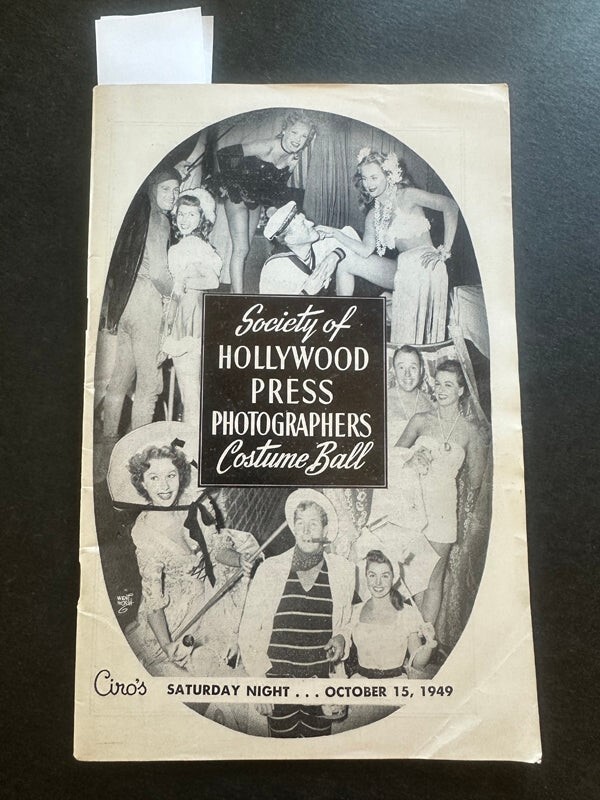 Society of
HOLLYWOOD
PRESS
PHOTOGRAPHERS
Costume Ball
Ciro's SATURDAY NIGHT . . . OCTOBER 15, 1949